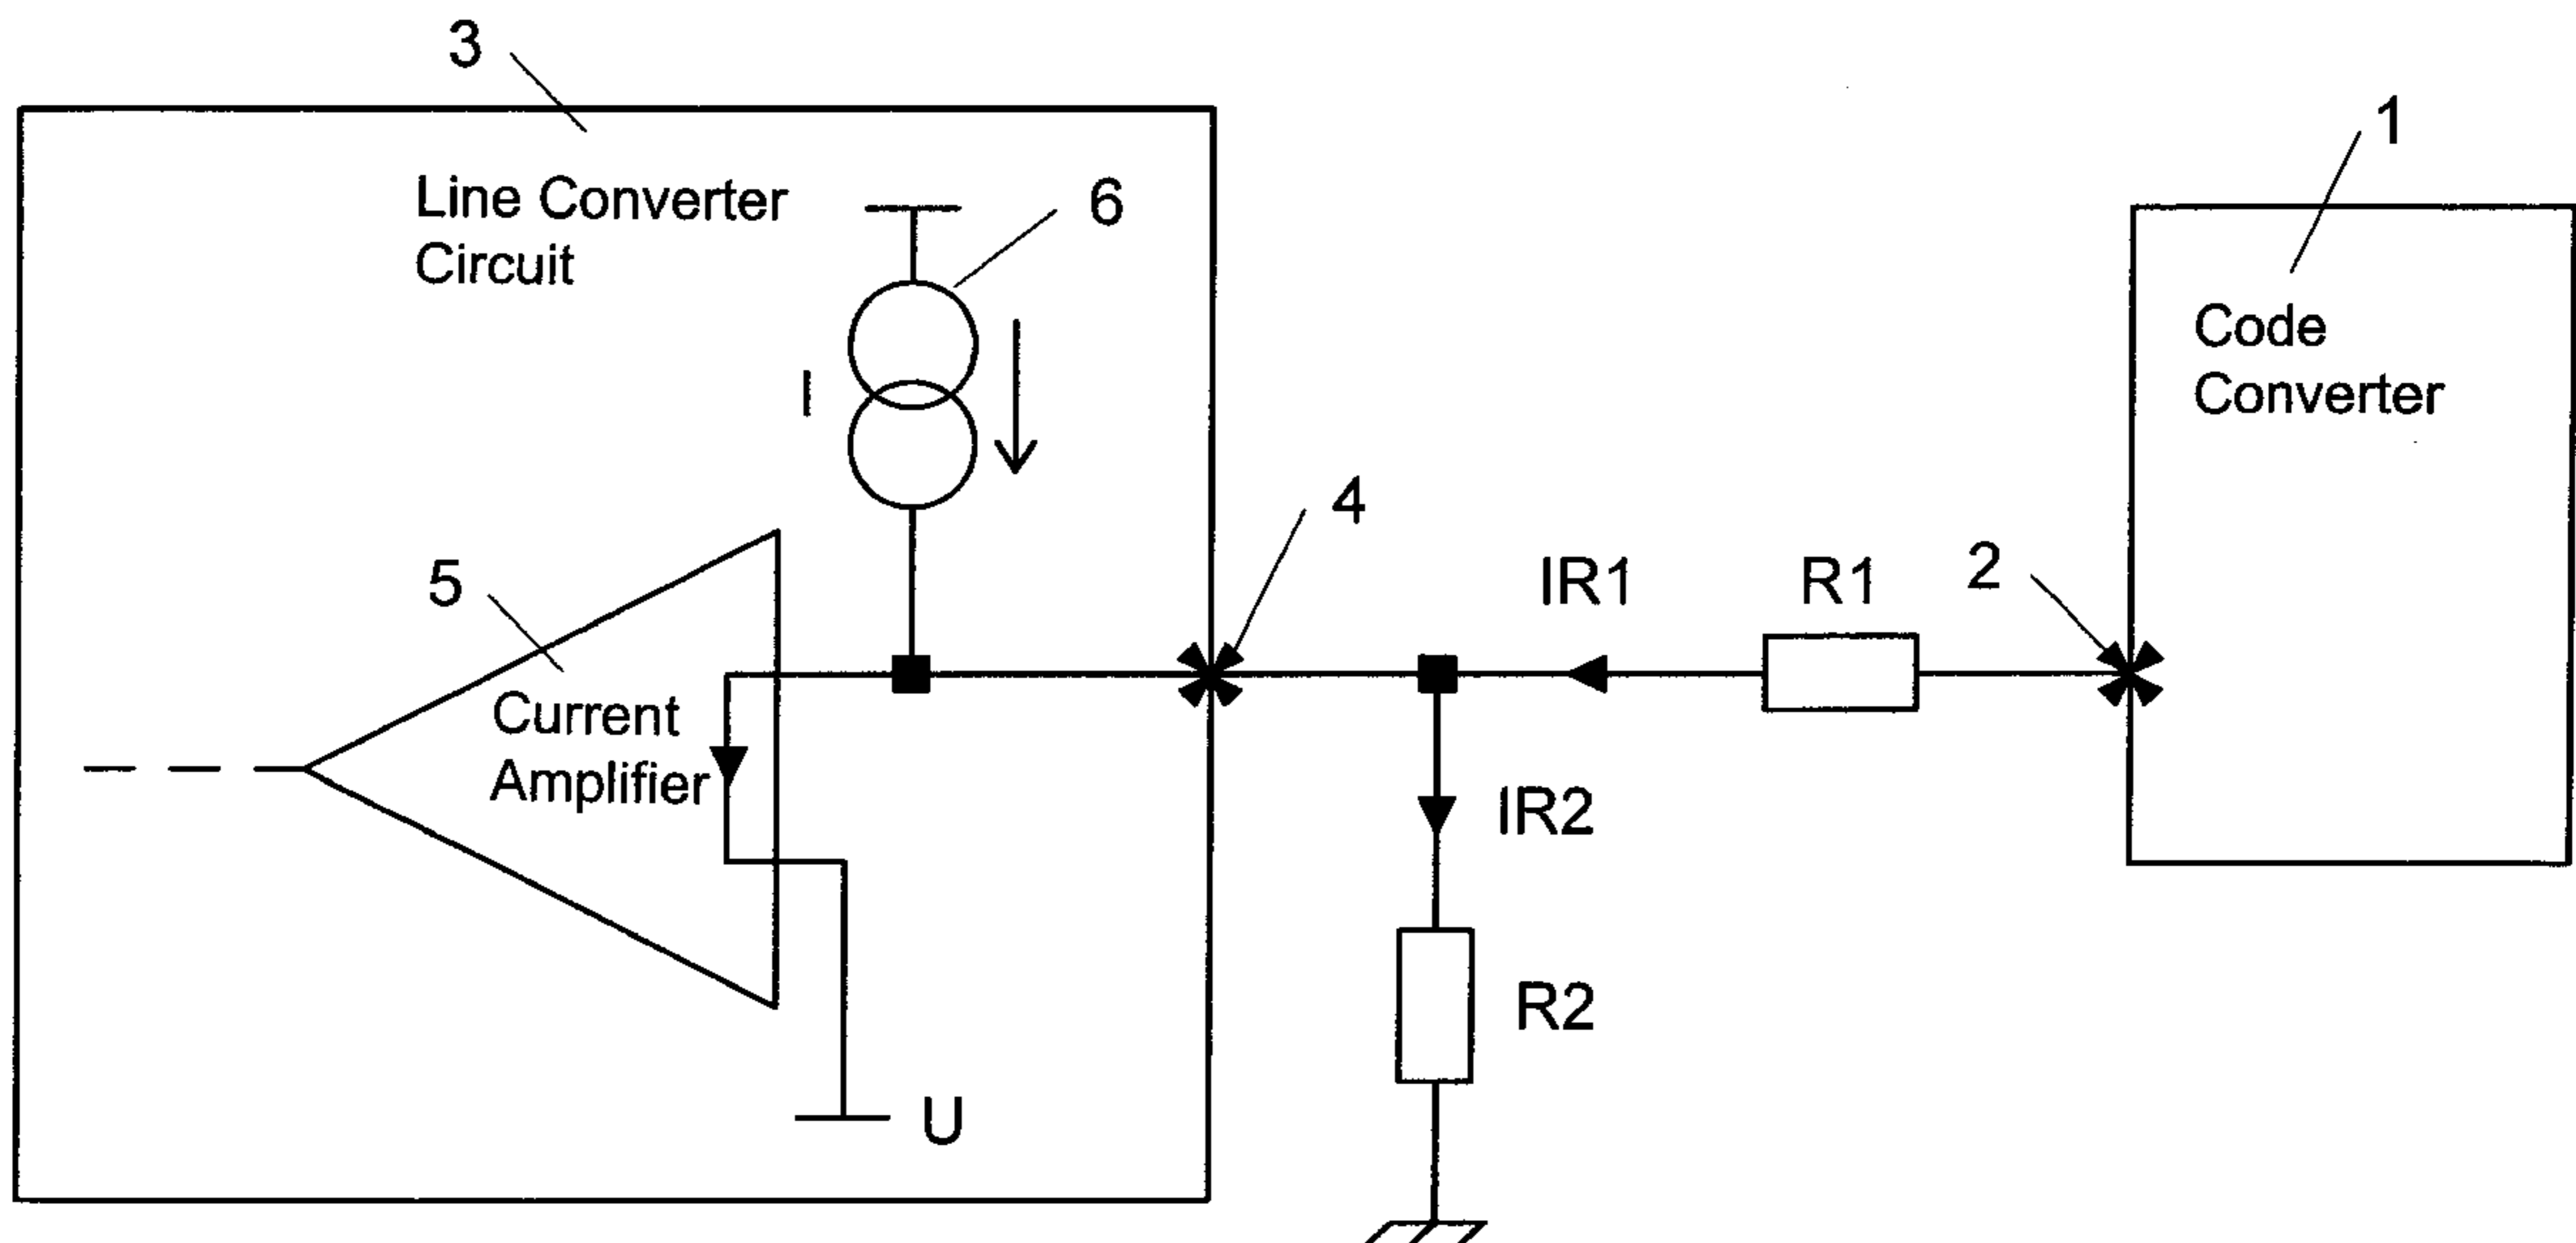 3
1
Line Converter
Circuit
6
Code
Converter
I
4
5
IR1
R1
2
Current
Amplifier
IR2
R2
U